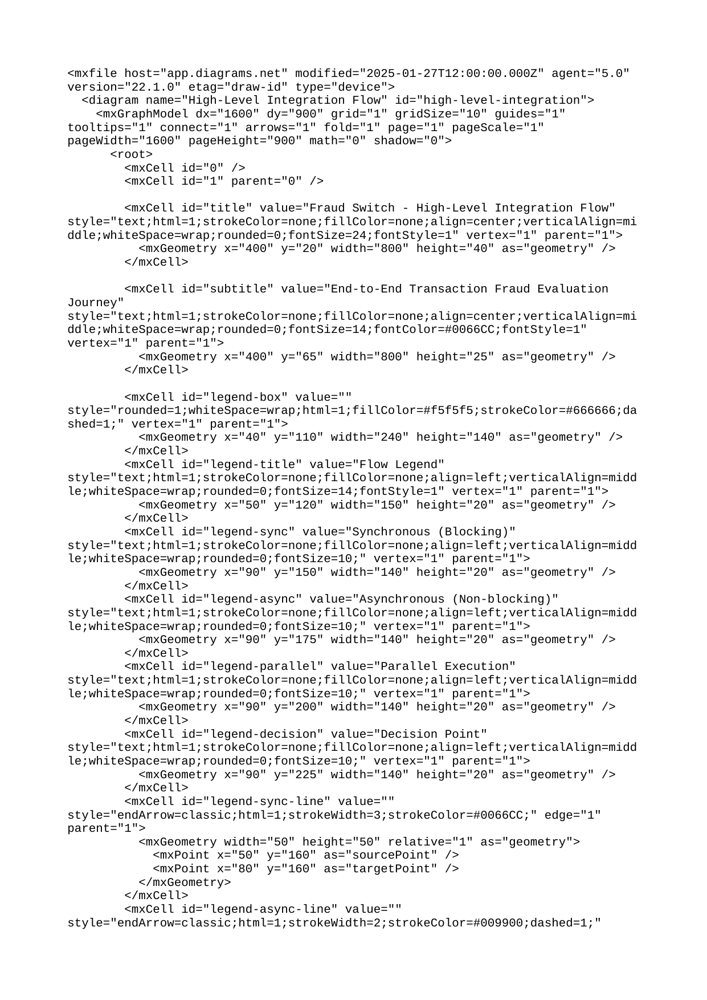 <mxfile host="app.diagrams.net" modified="2025-01-27T12:00:00.000Z" agent="5.0"
version="22.1.0" etag="draw-id" type="device">
  <diagram name="High-Level Integration Flow" id="high-level-integration">
    <mxGraphModel dx="1600" dy="900" grid="1" gridSize="10" guides="1"
tooltips="1" connect="1" arrows="1" fold="1" page="1" pageScale="1"
pageWidth="1600" pageHeight="900" math="0" shadow="0">
      <root>
        <mxCell id="0" />
        <mxCell id="1" parent="0" />

        <mxCell id="title" value="Fraud Switch - High-Level Integration Flow"
style="text;html=1;strokeColor=none;fillColor=none;align=center;verticalAlign=mi
ddle;whiteSpace=wrap;rounded=0;fontSize=24;fontStyle=1" vertex="1" parent="1">
          <mxGeometry x="400" y="20" width="800" height="40" as="geometry" />
        </mxCell>

        <mxCell id="subtitle" value="End-to-End Transaction Fraud Evaluation
Journey"
style="text;html=1;strokeColor=none;fillColor=none;align=center;verticalAlign=mi
ddle;whiteSpace=wrap;rounded=0;fontSize=14;fontColor=#0066CC;fontStyle=1"
vertex="1" parent="1">
          <mxGeometry x="400" y="65" width="800" height="25" as="geometry" />
        </mxCell>

        <mxCell id="legend-box" value=""
style="rounded=1;whiteSpace=wrap;html=1;fillColor=#f5f5f5;strokeColor=#666666;da
shed=1;" vertex="1" parent="1">
          <mxGeometry x="40" y="110" width="240" height="140" as="geometry" />
        </mxCell>
        <mxCell id="legend-title" value="Flow Legend"
style="text;html=1;strokeColor=none;fillColor=none;align=left;verticalAlign=midd
le;whiteSpace=wrap;rounded=0;fontSize=14;fontStyle=1" vertex="1" parent="1">
          <mxGeometry x="50" y="120" width="150" height="20" as="geometry" />
        </mxCell>
        <mxCell id="legend-sync" value="Synchronous (Blocking)"
style="text;html=1;strokeColor=none;fillColor=none;align=left;verticalAlign=midd
le;whiteSpace=wrap;rounded=0;fontSize=10;" vertex="1" parent="1">
          <mxGeometry x="90" y="150" width="140" height="20" as="geometry" />
        </mxCell>
        <mxCell id="legend-async" value="Asynchronous (Non-blocking)"
style="text;html=1;strokeColor=none;fillColor=none;align=left;verticalAlign=midd
le;whiteSpace=wrap;rounded=0;fontSize=10;" vertex="1" parent="1">
          <mxGeometry x="90" y="175" width="140" height="20" as="geometry" />
        </mxCell>
        <mxCell id="legend-parallel" value="Parallel Execution"
style="text;html=1;strokeColor=none;fillColor=none;align=left;verticalAlign=midd
le;whiteSpace=wrap;rounded=0;fontSize=10;" vertex="1" parent="1">
          <mxGeometry x="90" y="200" width="140" height="20" as="geometry" />
        </mxCell>
        <mxCell id="legend-decision" value="Decision Point"
style="text;html=1;strokeColor=none;fillColor=none;align=left;verticalAlign=midd
le;whiteSpace=wrap;rounded=0;fontSize=10;" vertex="1" parent="1">
          <mxGeometry x="90" y="225" width="140" height="20" as="geometry" />
        </mxCell>
        <mxCell id="legend-sync-line" value=""
style="endArrow=classic;html=1;strokeWidth=3;strokeColor=#0066CC;" edge="1"
parent="1">
          <mxGeometry width="50" height="50" relative="1" as="geometry">
            <mxPoint x="50" y="160" as="sourcePoint" />
            <mxPoint x="80" y="160" as="targetPoint" />
          </mxGeometry>
        </mxCell>
        <mxCell id="legend-async-line" value=""
style="endArrow=classic;html=1;strokeWidth=2;strokeColor=#009900;dashed=1;"